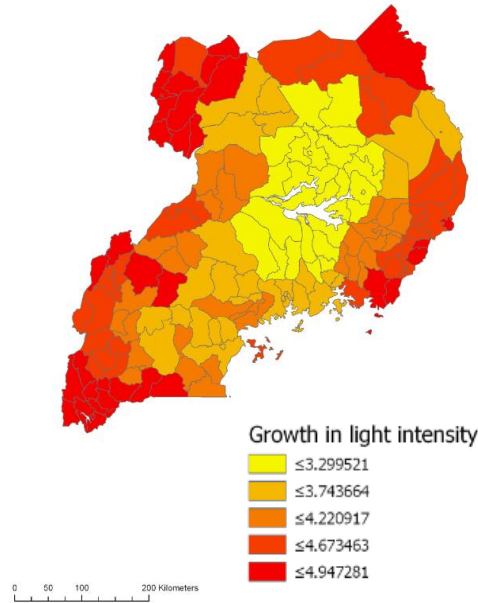 Growth in light intensity
≤3.299521
≤3.743664
≤4.220917
≤4.673463
≤4.947281
0 50 100 200 Kilometers